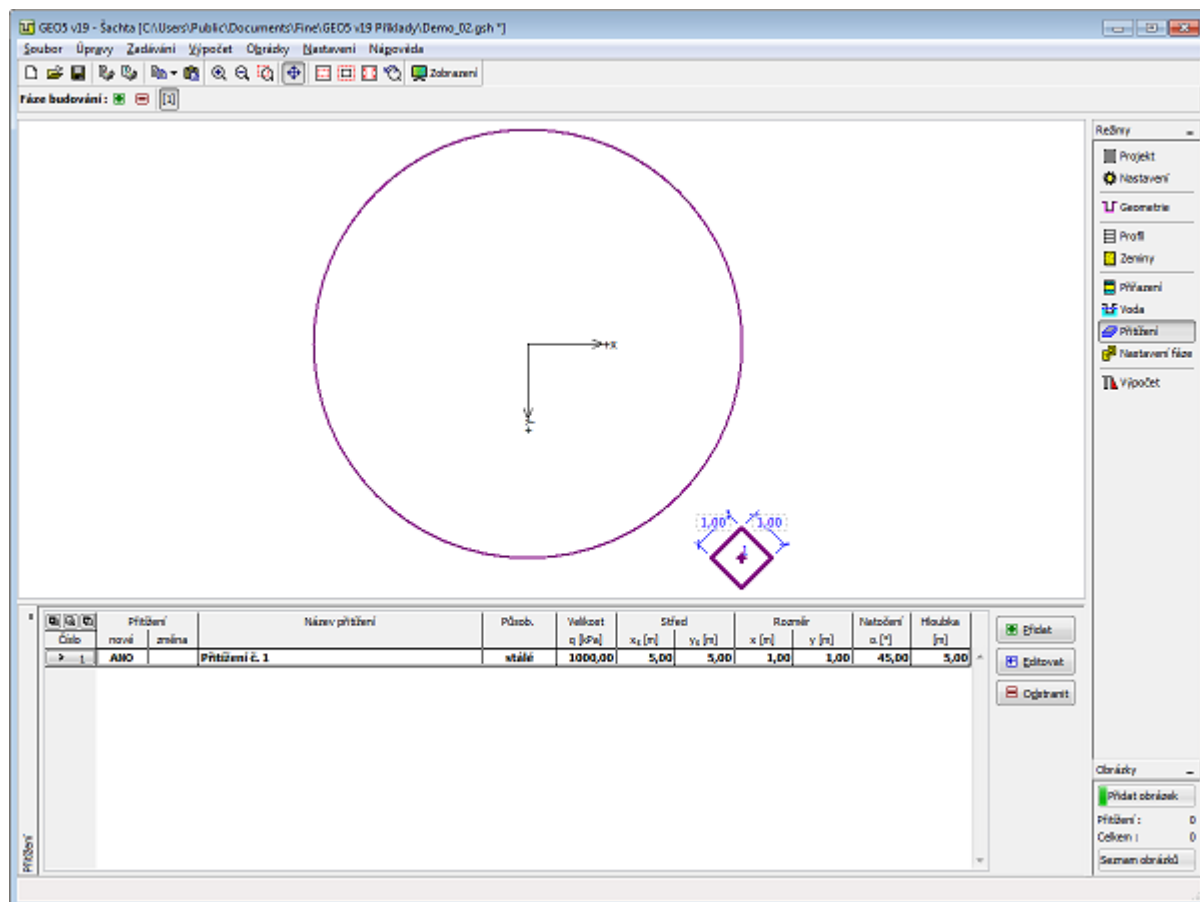 GEO5 v19 - Šachta [C:\Users\Public\Documents\Fine\GEO5 v19 Příklady\Demo_02.gsh *]
Soubor Úpravy Zadávání Výpočet Obrázky Nastavení Nápověda
Zobrazení
Fáze budování : [1]
Režimy
Projekt
Nastavení
Geometrie
Profil
Zeminy
Přiřazení
Voda
Přitížení
Nastavení fáze
Výpočet
+X
+Y
1,00 1,00
1
Přitížení Název přitížení Působ. Velikost Střed Rozměr Natočení Hloubka
Číslo nové změna q [kPa] xs [m] ys [m] x [m] y [m] α [°] [m]
> 1 ANO Přitížení č. 1 stálé 1000,00 5,00 5,00 1,00 1,00 45,00 5,00
Přidat
Editovat
Odstranit
Přitížení
Obrázky
Přidat obrázek
Přitížení : 0
Celkem : 0
Seznam obrázků